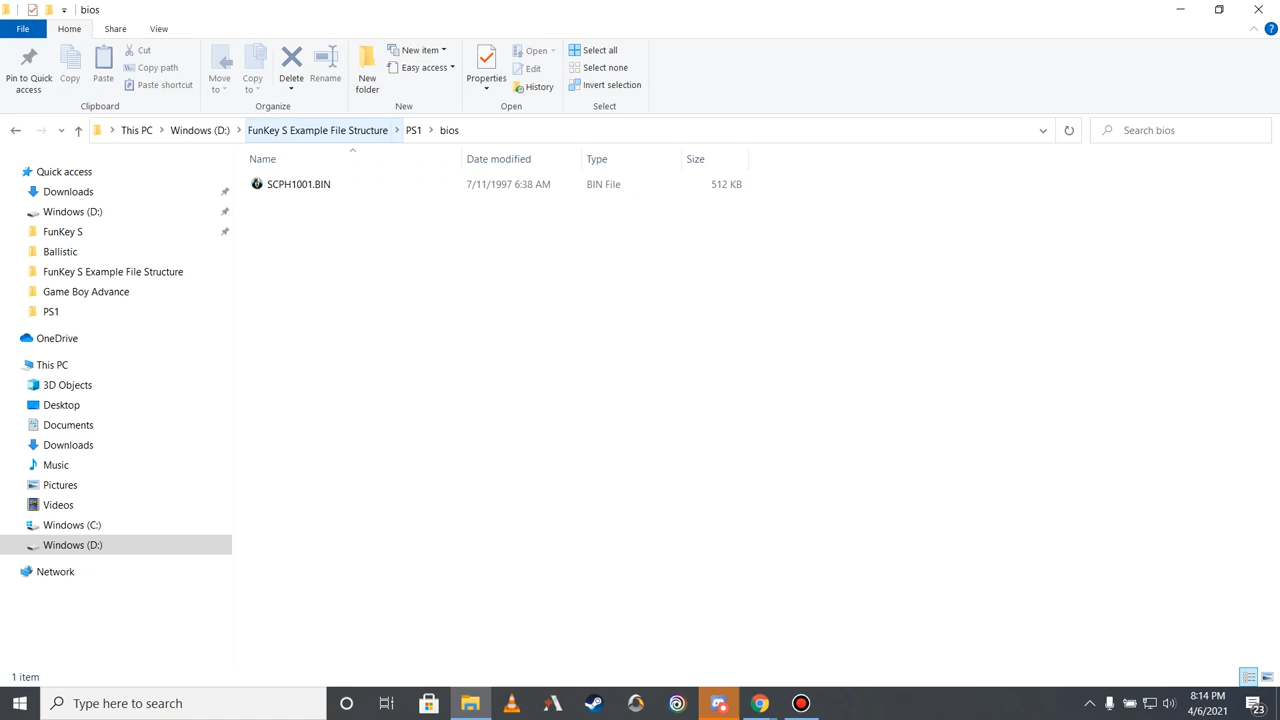 bios
File Home Share View
Pin to Quick access
Copy
Paste
Cut
Copy path
Paste shortcut
Clipboard
Move to
Copy to
Delete
Rename
Organize
New folder
New item
Easy access
New
Properties
Open
Edit
History
Open
Select all
Select none
Invert selection
Select
This PC Windows (D:) FunKey S Example File Structure PS1 bios
Search bios
Name Date modified Type Size
SCPH1001.BIN 7/11/1997 6:38 AM BIN File 512 KB
Quick access
Downloads
Windows (D:)
FunKey S
Ballistic
FunKey S Example File Structure
Game Boy Advance
PS1
OneDrive
This PC
3D Objects
Desktop
Documents
Downloads
Music
Pictures
Videos
Windows (C:)
Windows (D:)
Network
1 item
Type here to search
8:14 PM
4/6/2021
23